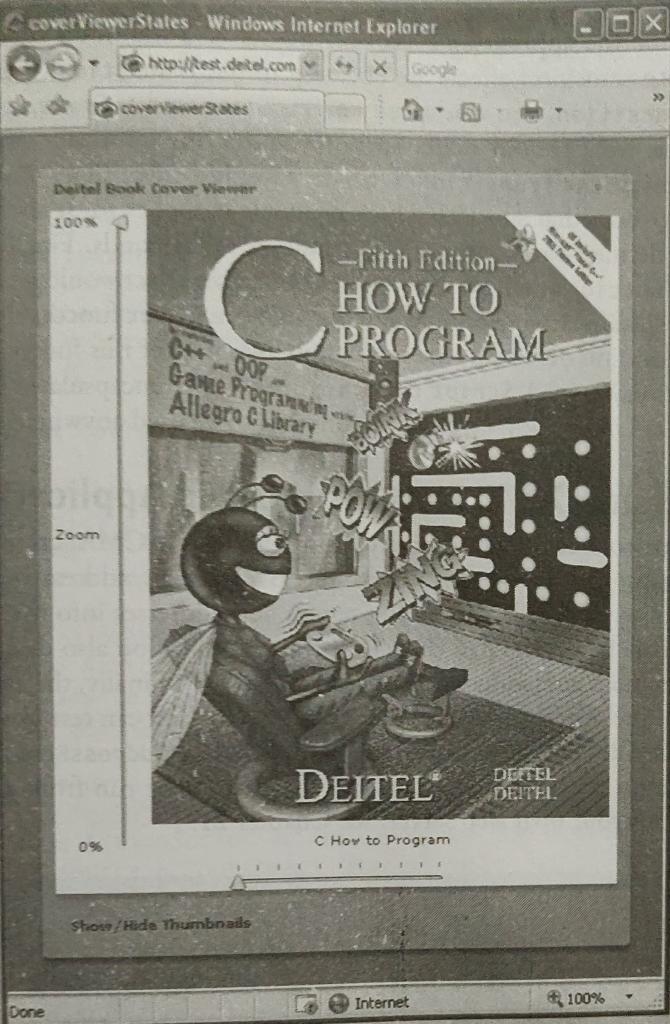 coverViewerStates - Windows Internet Explorer
http://test.deitel.com
Google
coverViewerStates
»
Deitel Book Cover Viewer
100%
Zoom
0%
C
—Fifth Edition—
HOW TO
PROGRAM
C++ and OOP
Game Programming
Allegro C Library
BOINK!
POW
ZING!
DEITEL®
DEITEL
DEITEL
C How to Program
Show/Hide Thumbnails
Done
Internet
100%